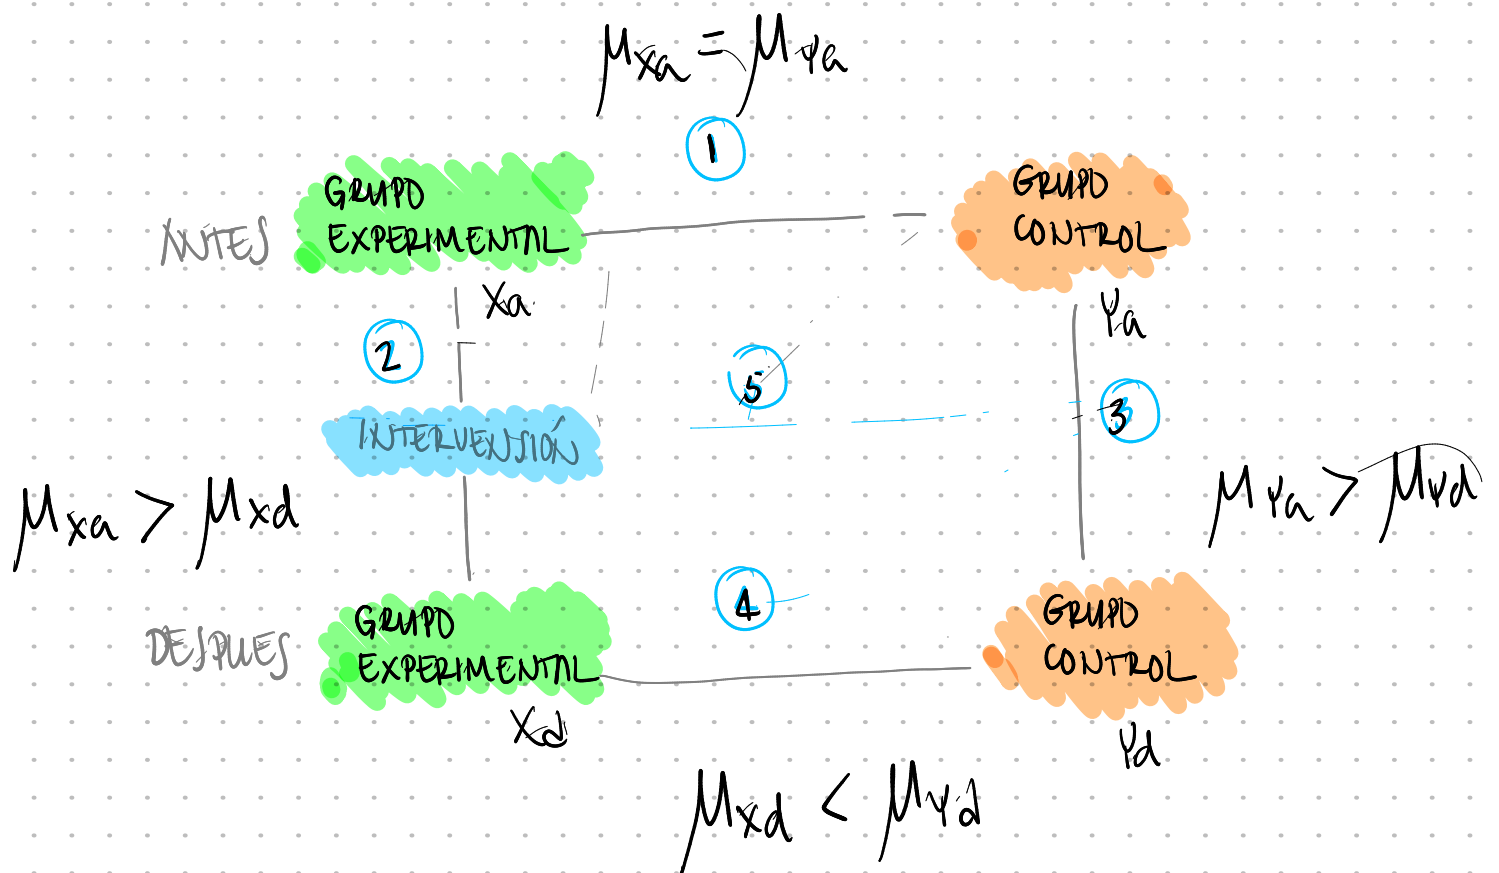 μxa = μYa
1
GRUPO
EXPERIMENTAL
GRUPO
CONTROL
ANTES
Xa
Ya
2
5
3
INTERVENSIÓN
μxa > μxd
μYa > μYd
4
GRUPO
EXPERIMENTAL
GRUPO
CONTROL
DESPUES
Xd
Yd
μxd < μYd